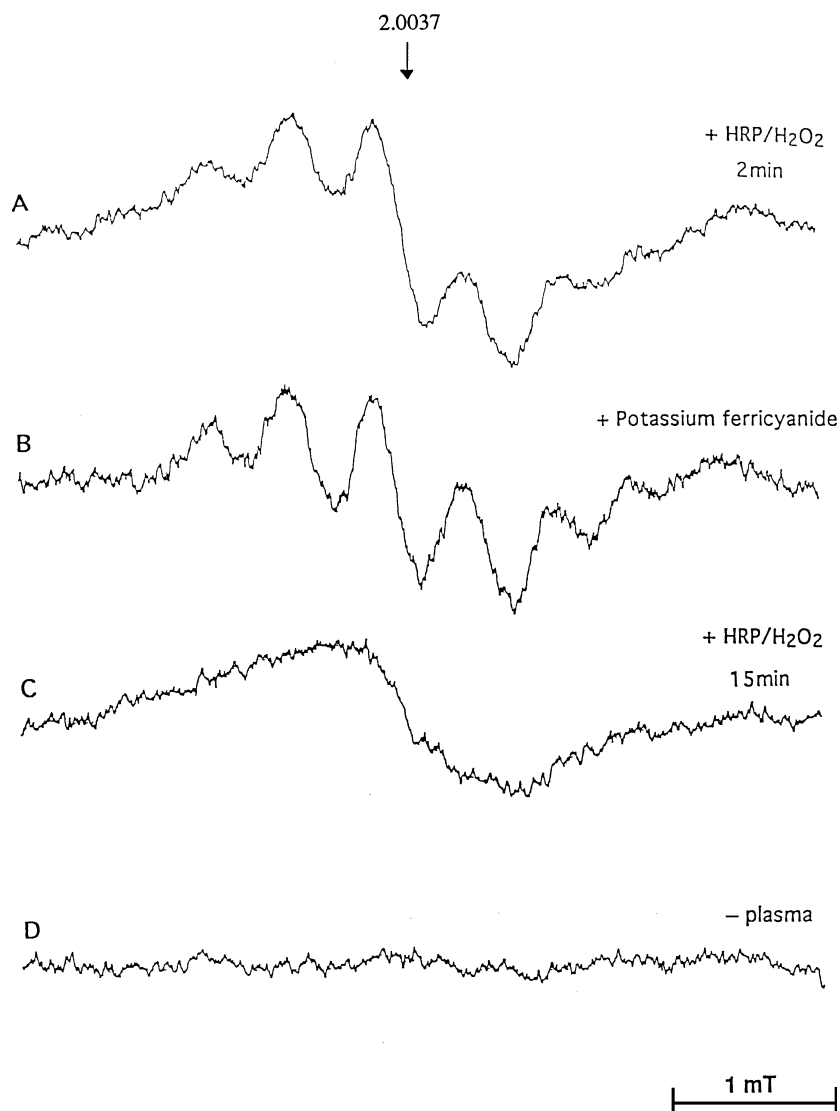 2.0037
+ HRP/H₂O₂
2min
A
+ Potassium ferricyanide
B
+ HRP/H₂O₂
15min
C
– plasma
D
1 mT